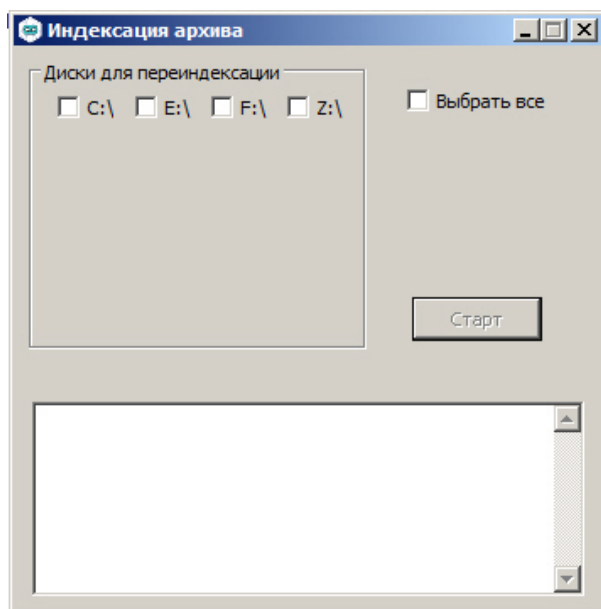 Индексация архива
Диски для переиндексации
C:\ E:\ F:\ Z:\
Выбрать все
Старт